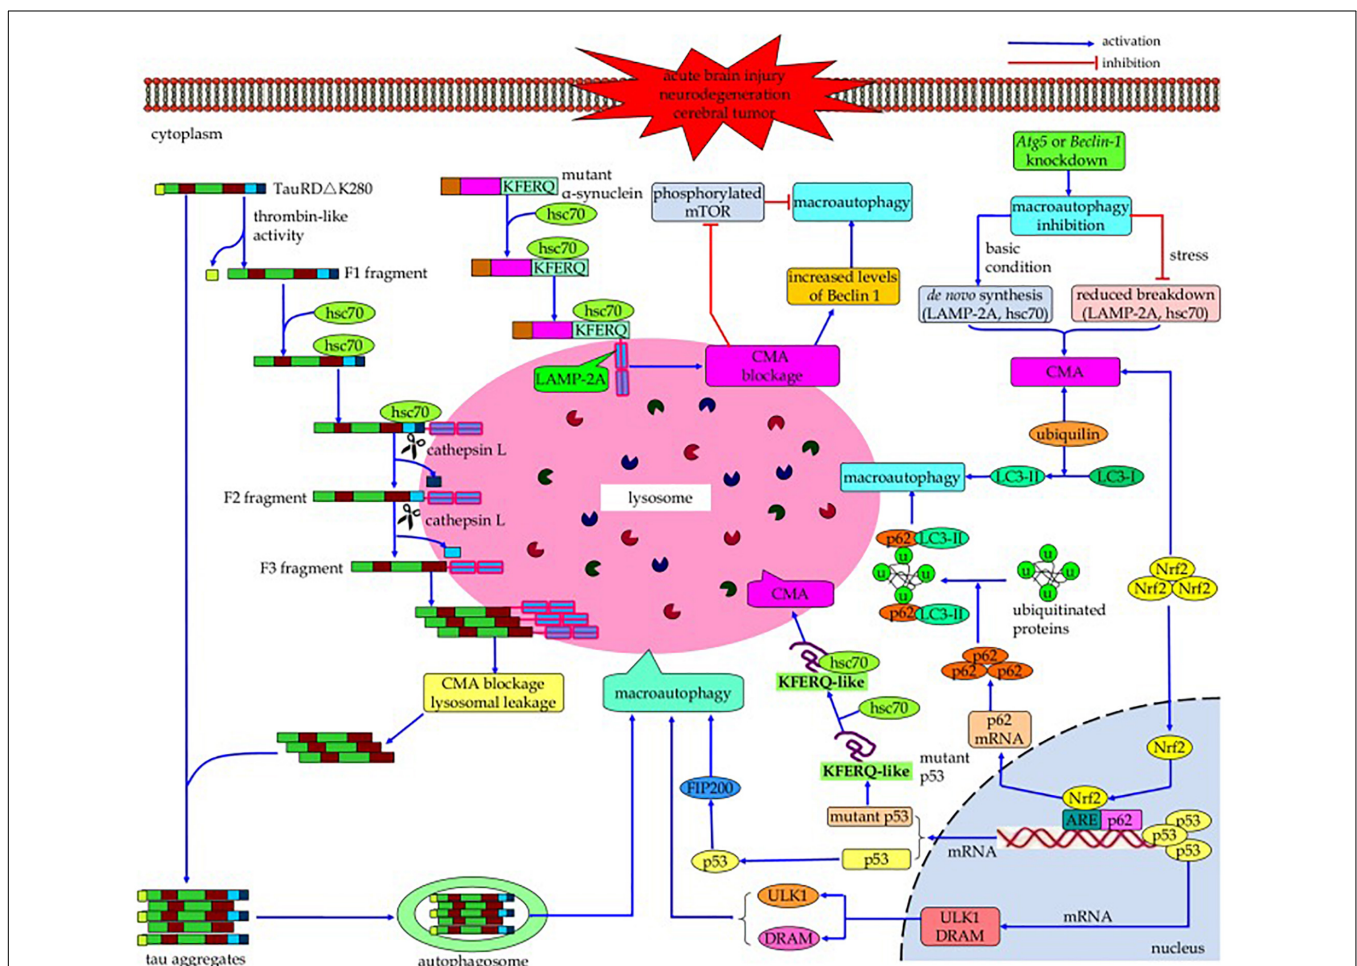 activation
inhibition
acute brain injury
neurodegeneration
cerebral tumor
cytoplasm
TauRD△K280
thrombin-like
activity
F1 fragment
hsc70
hsc70
hsc70
cathepsin L
F2 fragment
cathepsin L
F3 fragment
CMA blockage
lysosomal leakage
tau aggregates
autophagosome
KFERQ
mutant
α-synuclein
hsc70
hsc70
KFERQ
hsc70
KFERQ
LAMP-2A
CMA
blockage
phosphorylated
mTOR
macroautophagy
increased levels
of Beclin 1
lysosome
Atg5 or Beclin-1
knockdown
macroautophagy
inhibition
basic
condition
stress
de novo synthesis
(LAMP-2A, hsc70)
reduced breakdown
(LAMP-2A, hsc70)
CMA
ubiquilin
macroautophagy
LC3-II
LC3-I
p62
LC3-II
u
u
u
u
p62
LC3-II
u
u
u
u
ubiquitinated
proteins
Nrf2
Nrf2
Nrf2
p62
p62
p62
p62
mRNA
Nrf2
Nrf2
ARE
p62
p53
p53
p53
mRNA
mRNA
ULK1
DRAM
nucleus
CMA
hsc70
KFERQ-like
hsc70
KFERQ-like
mutant
p53
mutant p53
p53
p53
FIP200
macroautophagy
ULK1
DRAM